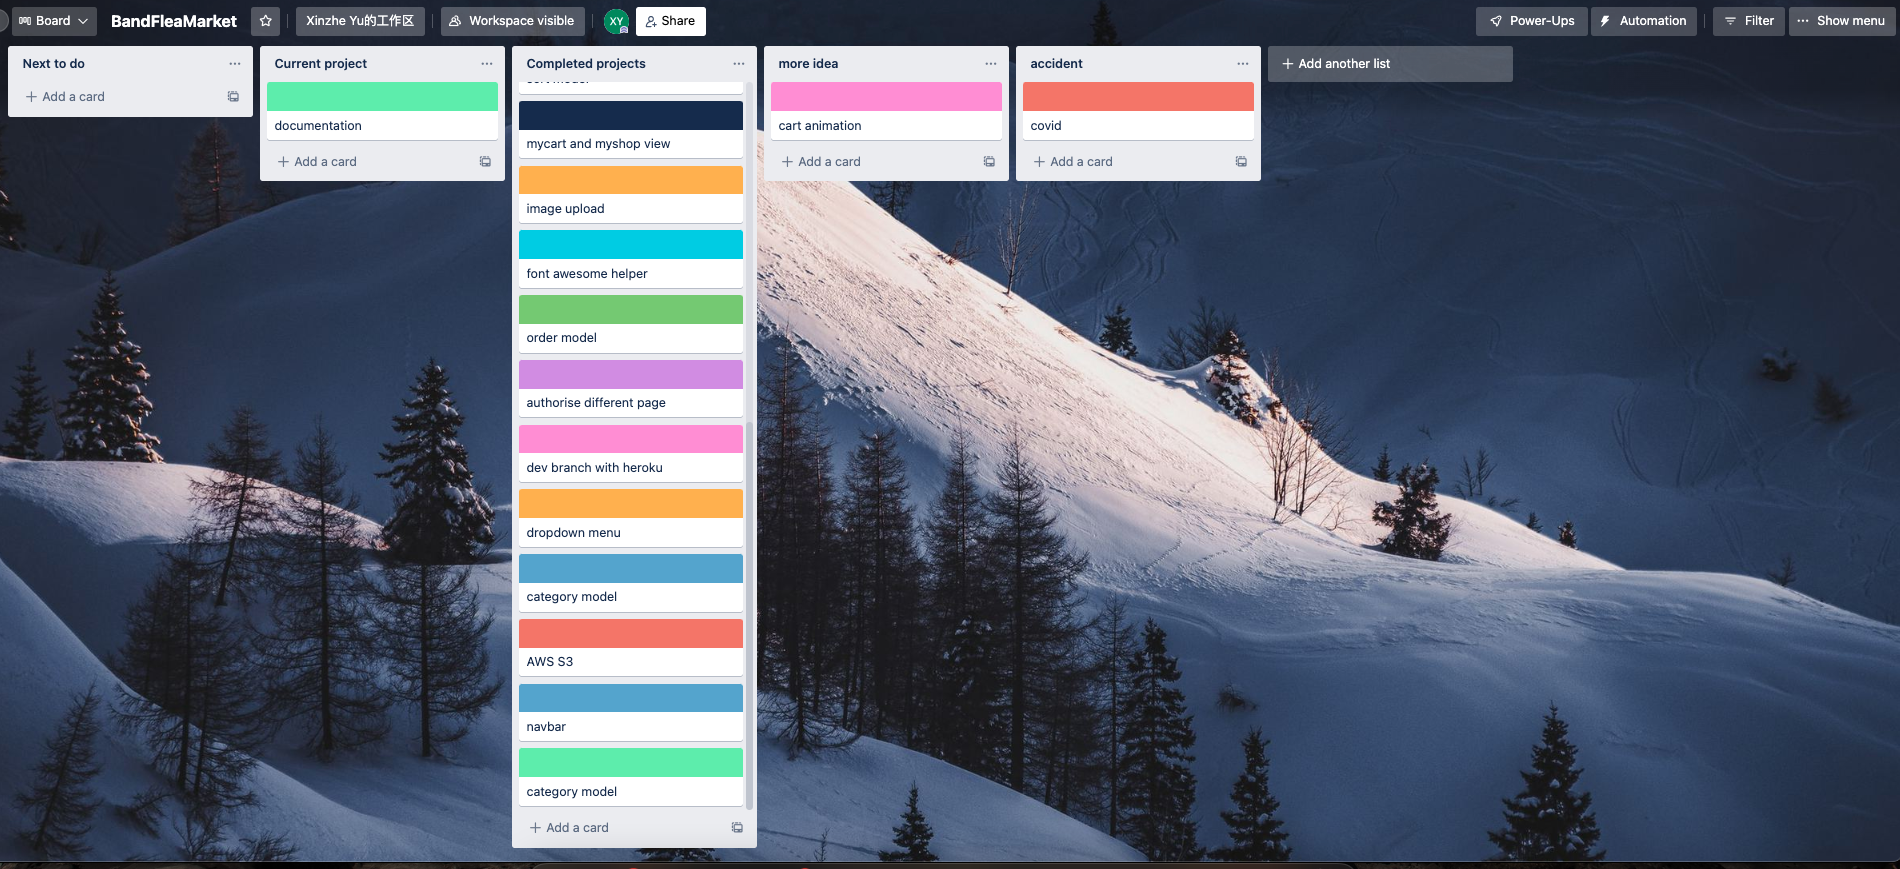 Board
BandFleaMarket
Xinzhe Yu的工作区
Workspace visible
XY
Share
Power-Ups
Automation
Filter
Show menu
Next to do
Add a card
Current project
documentation
Add a card
Completed projects
mycart and myshop view
image upload
font awesome helper
order model
authorise different page
dev branch with heroku
dropdown menu
category model
AWS S3
navbar
category model
Add a card
more idea
cart animation
Add a card
accident
covid
Add a card
Add another list